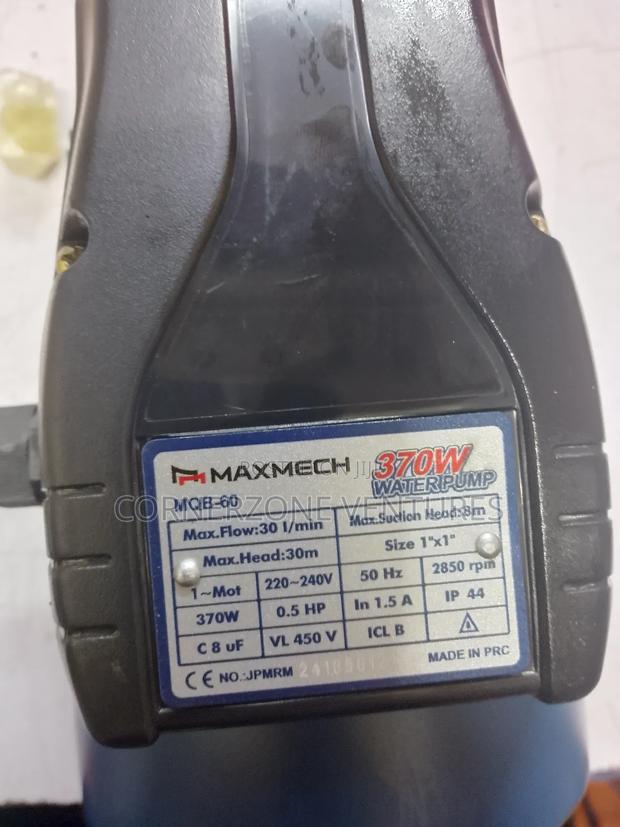 MAXMECH 370W
WATER PUMP
MQB-60
CORNERZONE VENTURES
Max.Flow:30 l/min Max.Suction Head:8m
Max.Head:30m Size 1"x1"
1~Mot 220~240V 50 Hz 2850 rpm
370W 0.5 HP In 1.5 A IP 44
C 8 uF VL 450 V ICL B
CE NO.:JPMRM MADE IN PRC